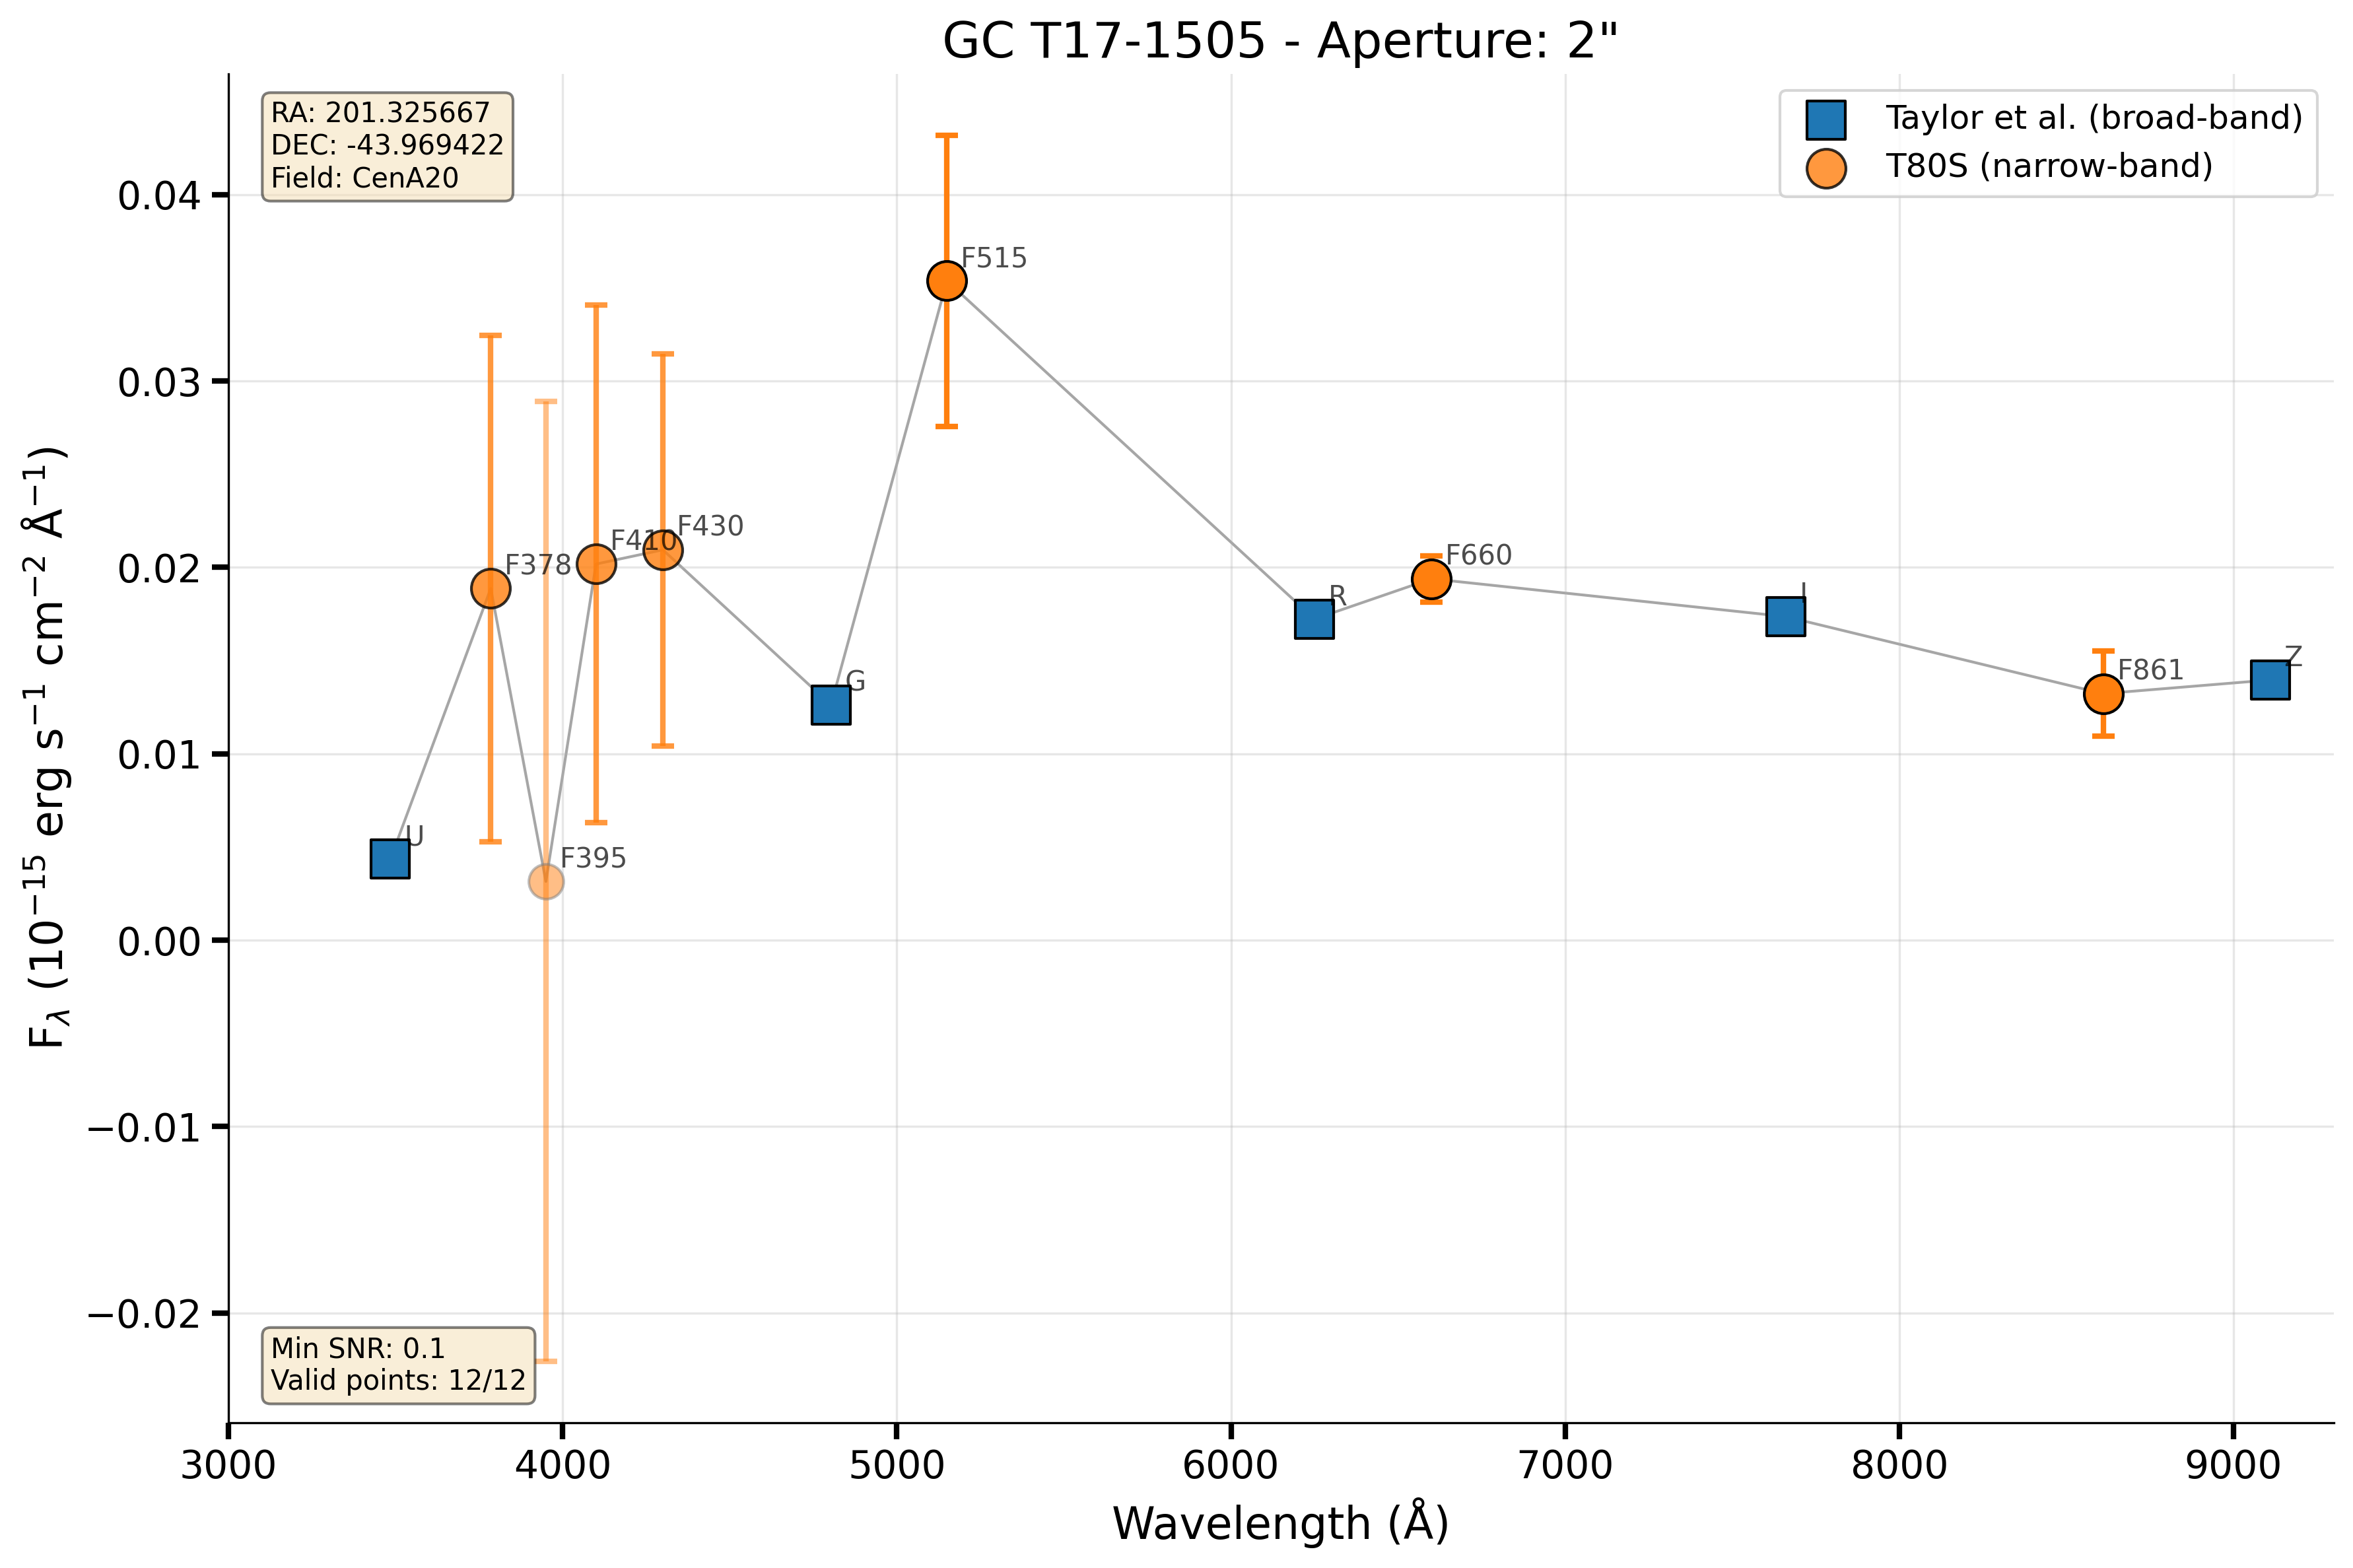 GC T17-1505 - Aperture: 2"
RA: 201.325667
DEC: -43.969422
Field: CenA20
Taylor et al. (broad-band)
T80S (narrow-band)
F515
F430
F410
F378
F660
R
I
G
Z
F861
U
F395
0.04
0.03
0.02
0.01
0.00
−0.01
−0.02
F_λ (10⁻¹⁵ erg s⁻¹ cm⁻² Å⁻¹)
Min SNR: 0.1
Valid points: 12/12
3000 4000 5000 6000 7000 8000 9000
Wavelength (Å)